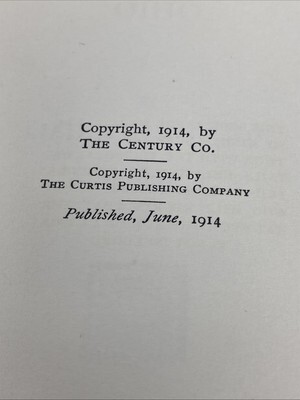 Copyright, 1914, by
THE CENTURY CO.
Copyright, 1914, by
THE CURTIS PUBLISHING COMPANY
Published, June, 1914